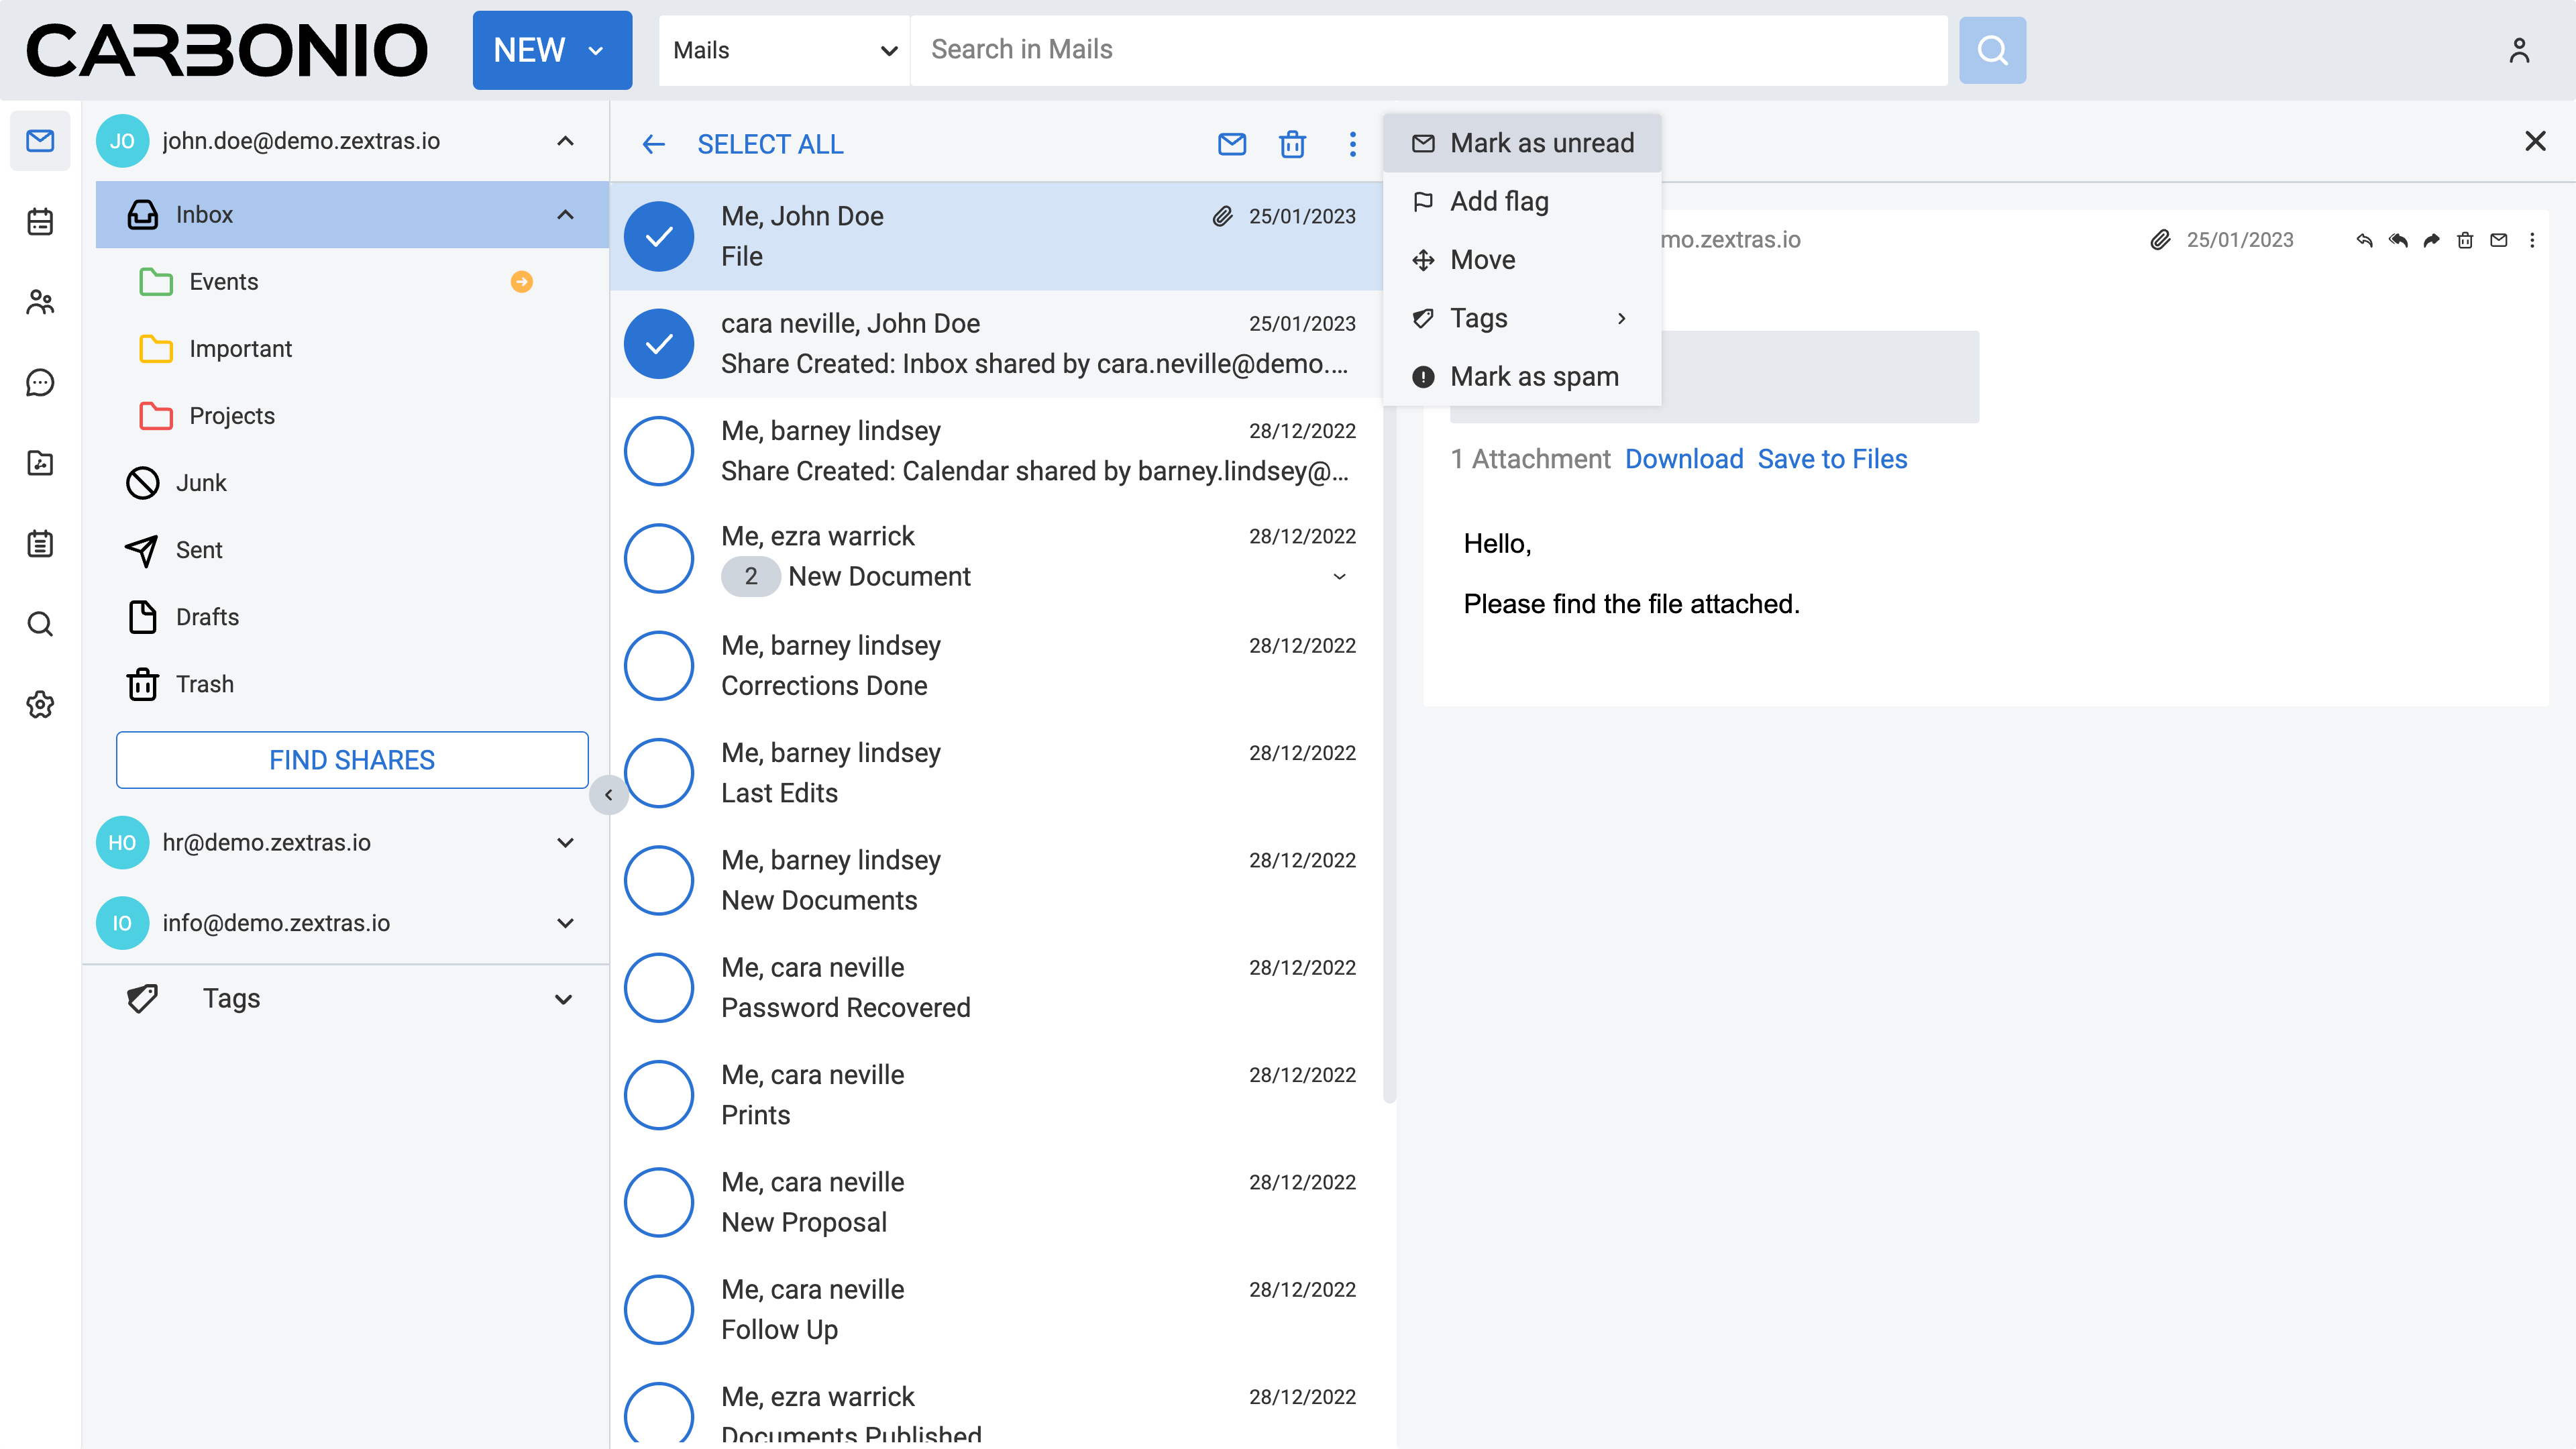 CARBONIO
NEW
Mails
Search in Mails
JO john.doe@demo.zextras.io
Inbox
Events
Important
Projects
Junk
Sent
Drafts
Trash
FIND SHARES
HO hr@demo.zextras.io
IO info@demo.zextras.io
Tags
SELECT ALL
Me, John Doe 25/01/2023
File
cara neville, John Doe 25/01/2023
Share Created: Inbox shared by cara.neville@demo....
Me, barney lindsey 28/12/2022
Share Created: Calendar shared by barney.lindsey@...
Me, ezra warrick 28/12/2022
2 New Document
Me, barney lindsey 28/12/2022
Corrections Done
Me, barney lindsey 28/12/2022
Last Edits
Me, barney lindsey 28/12/2022
New Documents
Me, cara neville 28/12/2022
Password Recovered
Me, cara neville 28/12/2022
Prints
Me, cara neville 28/12/2022
New Proposal
Me, cara neville 28/12/2022
Follow Up
Me, ezra warrick 28/12/2022
Documents Published
Mark as unread
Add flag
Move
Tags
Mark as spam
mo.zextras.io 25/01/2023
1 Attachment Download Save to Files
Hello,
Please find the file attached.